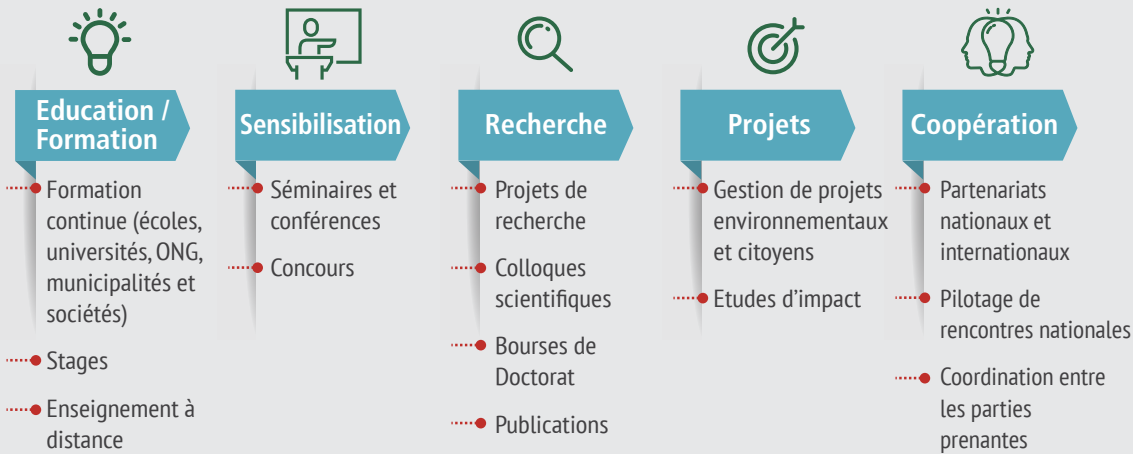 Education /
Formation
Formation
continue (écoles,
universités, ONG,
municipalités et
sociétés)
Stages
Enseignement à
distance
Sensibilisation
Séminaires et
conférences
Concours
Recherche
Projets de
recherche
Colloques
scientifiques
Bourses de
Doctorat
Publications
Projets
Gestion de projets
environnementaux
et citoyens
Etudes d’impact
Coopération
Partenariats
nationaux et
internationaux
Pilotage de
rencontres nationales
Coordination entre
les parties
prenantes